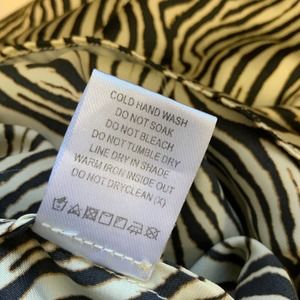 COLD HAND WASH
DO NOT SOAK
DO NOT BLEACH
DO NOT TUMBLE DRY
LINE DRY IN SHADE
WARM IRON INSIDE OUT
DO NOT DRYCLEAN (X)